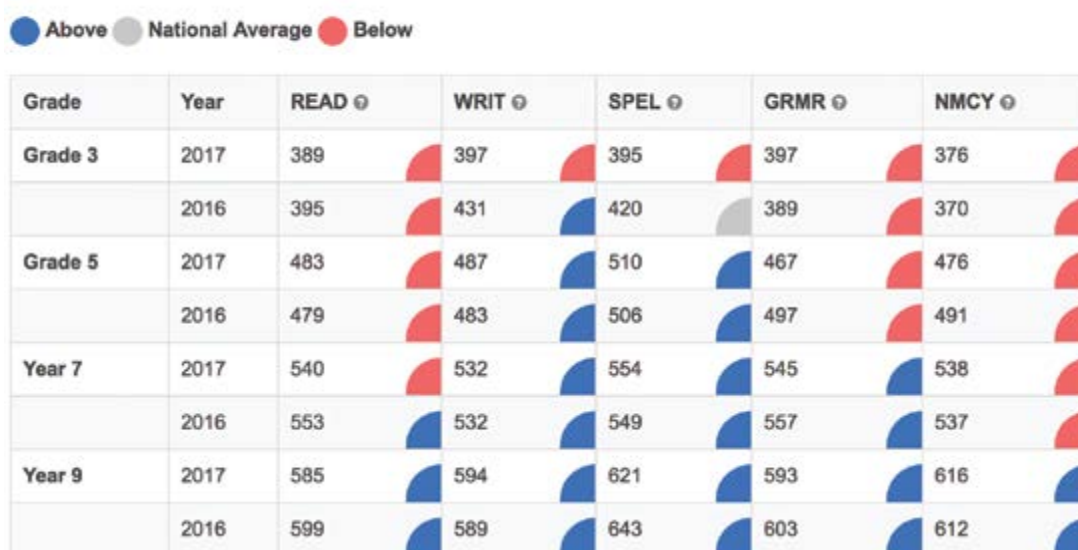 Above National Average Below
Grade Year READ WRIT SPEL GRMR NMCY
Grade 3 2017 389 397 395 397 376
2016 395 431 420 389 370
Grade 5 2017 483 487 510 467 476
2016 479 483 506 497 491
Year 7 2017 540 532 554 545 538
2016 553 532 549 557 537
Year 9 2017 585 594 621 593 616
2016 599 589 643 603 612